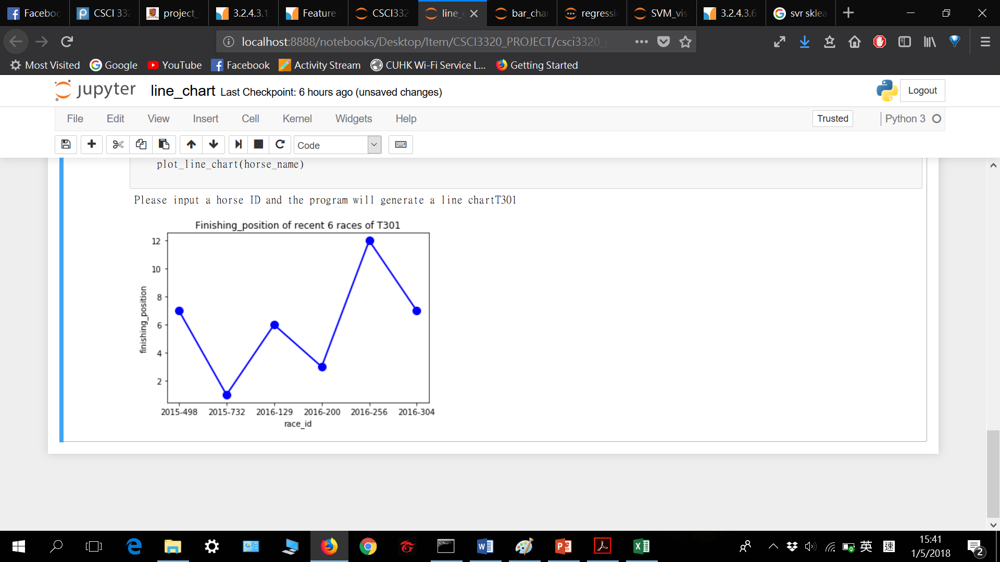 Facebo
CSCI 332
project_s
3.2.4.3.1
Feature i
CSCI332
line_c
bar_char
regressi
SVM_vis
3.2.4.3.6
svr sklea
localhost:8888/notebooks/Desktop/Item/CSCI3320_PROJECT/csci3320_
Most Visited
Google
YouTube
Facebook
Activity Stream
CUHK Wi-Fi Service L...
Getting Started
jupyter
line_chart Last Checkpoint: 6 hours ago (unsaved changes)
Logout
File
Edit
View
Insert
Cell
Kernel
Widgets
Help
Trusted
Python 3
Code
plot_line_chart(horse_name)
Please input a horse ID and the program will generate a line chartT301
Finishing_position of recent 6 races of T301
12
10
8
6
4
2
finishing_position
2015-498
2015-732
2016-129
2016-200
2016-256
2016-304
race_id
英
速
15:41
1/5/2018
2